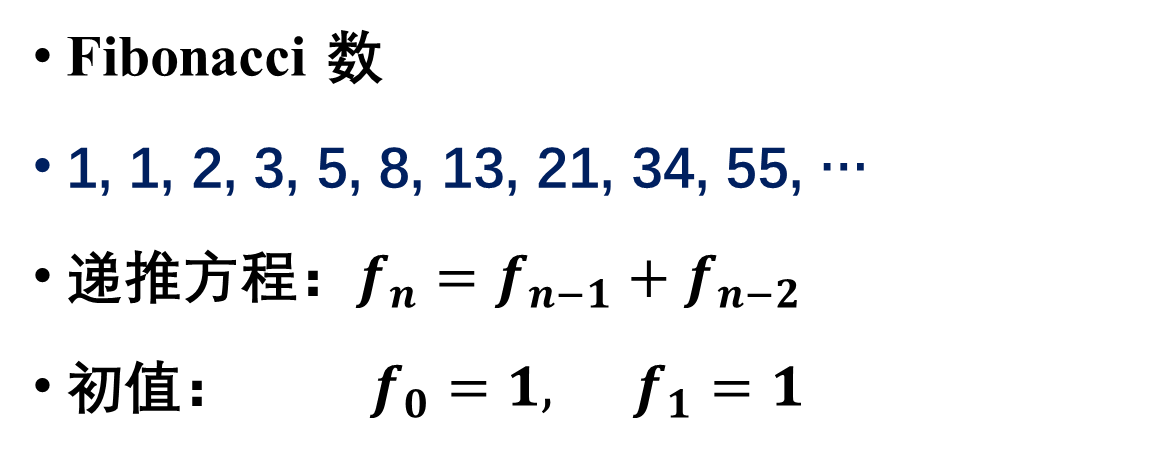 • Fibonacci 数
• 1, 1, 2, 3, 5, 8, 13, 21, 34, 55, ⋯
• 递推方程：fₙ = fₙ₋₁ + fₙ₋₂
• 初值： f₀ = 1, f₁ = 1